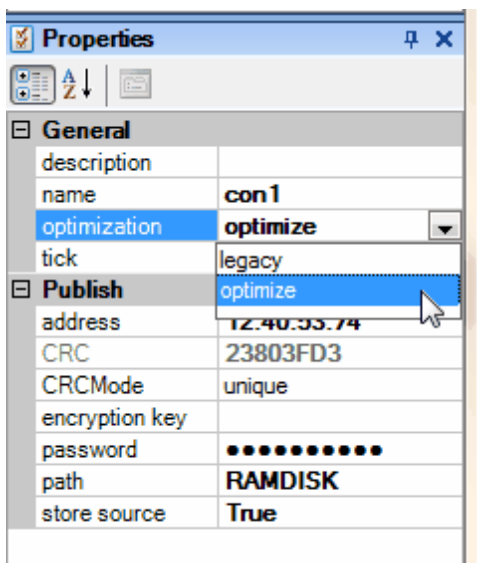 Properties
General
description
name con1
optimization optimize
tick legacy
Publish optimize
address 12.40.53.74
CRC 23803FD3
CRCMode unique
encryption key
password ●●●●●●●●●●
path RAMDISK
store source True